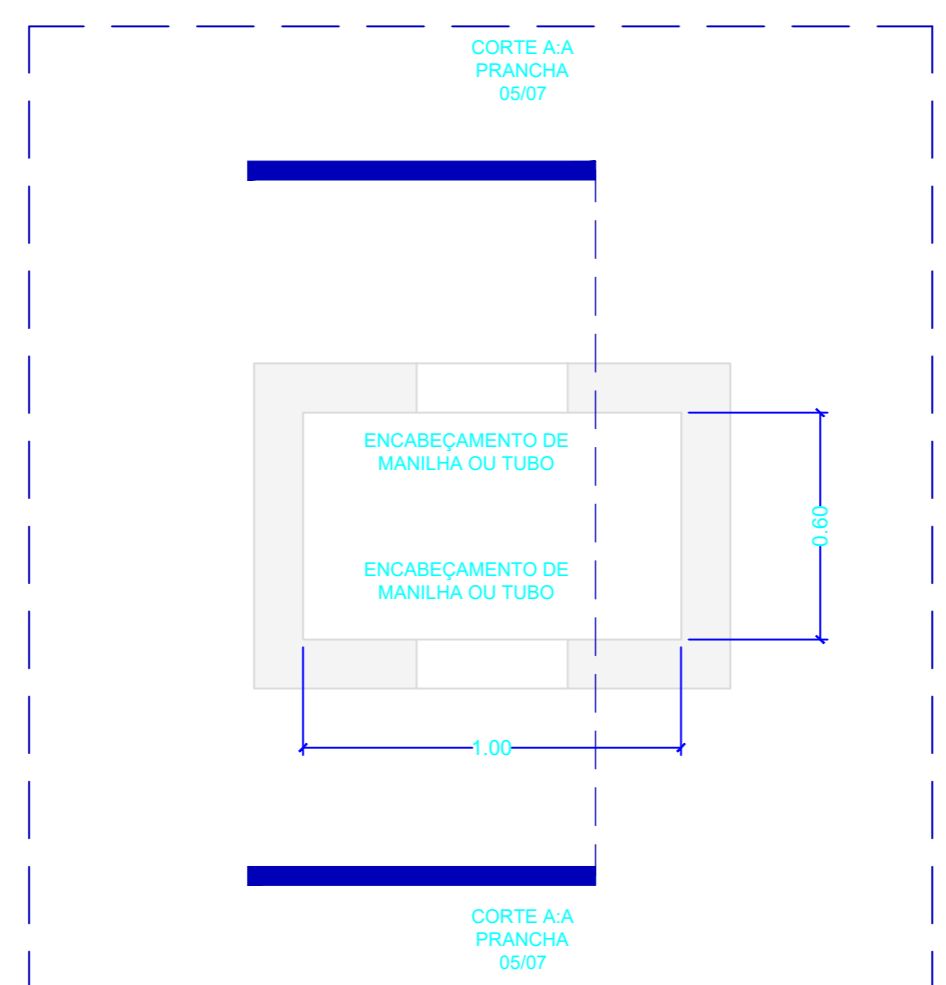 CORTE A:A
PRANCHA
05/07
ENCABEÇAMENTO DE
MANILHA OU TUBO
0.60
ENCABEÇAMENTO DE
MANILHA OU TUBO
1.00
CORTE A:A
PRANCHA
05/07